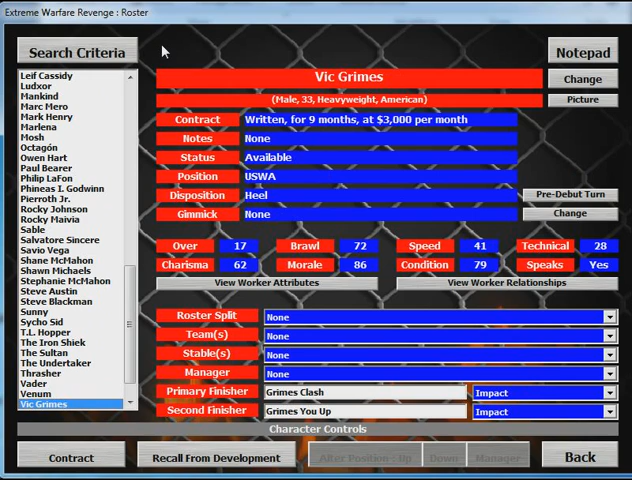 Extreme Warfare Revenge : Roster
Search Criteria
Notepad
Vic Grimes
Change
(Male, 33, Heavyweight, American)
Picture
Leif Cassidy
Ludxor
Mankind
Marc Mero
Mark Henry
Marlena
Mosh
Octagón
Owen Hart
Paul Bearer
Philip LaFon
Phineas I. Godwinn
Pierroth Jr.
Rocky Johnson
Rocky Maivia
Sable
Salvatore Sincere
Savio Vega
Shane McMahon
Shawn Michaels
Stephanie McMahon
Steve Austin
Steve Blackman
Sunny
Sycho Sid
T.L. Hopper
The Iron Shiek
The Sultan
The Undertaker
Thrasher
Vader
Venum
Vic Grimes
Contract Written, for 9 months, at $3,000 per month
Notes None
Status Available
Position USWA
Disposition Heel Pre-Debut Turn
Gimmick None Change
Over 17 Brawl 72 Speed 41 Technical 28
Charisma 62 Morale 86 Condition 79 Speaks Yes
View Worker Attributes View Worker Relationships
Roster Split None
Team(s) None
Stable(s) None
Manager None
Primary Finisher Grimes Clash Impact
Second Finisher Grimes You Up Impact
Character Controls
Contract Recall From Development Alter Position : Up Down Manager Back